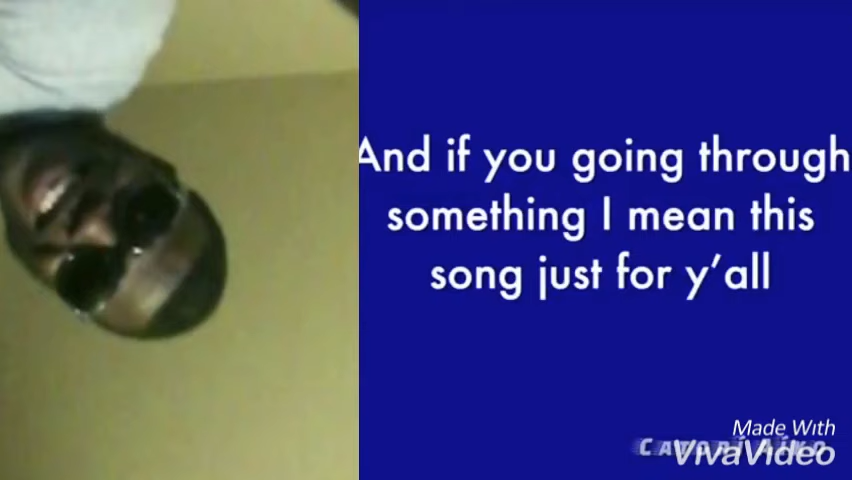 And if you going through
something I mean this
song just for y’all
Made With
VivaVideo